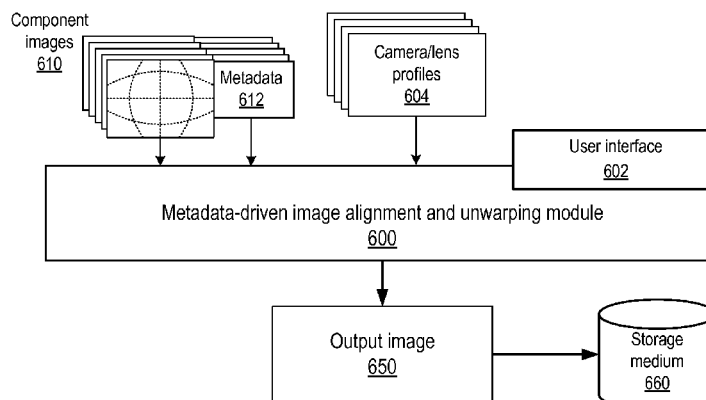 Component
images
610
Metadata
612
Camera/lens
profiles
604
User interface
602
Metadata-driven image alignment and unwarping module
600
Output image
650
Storage
medium
660